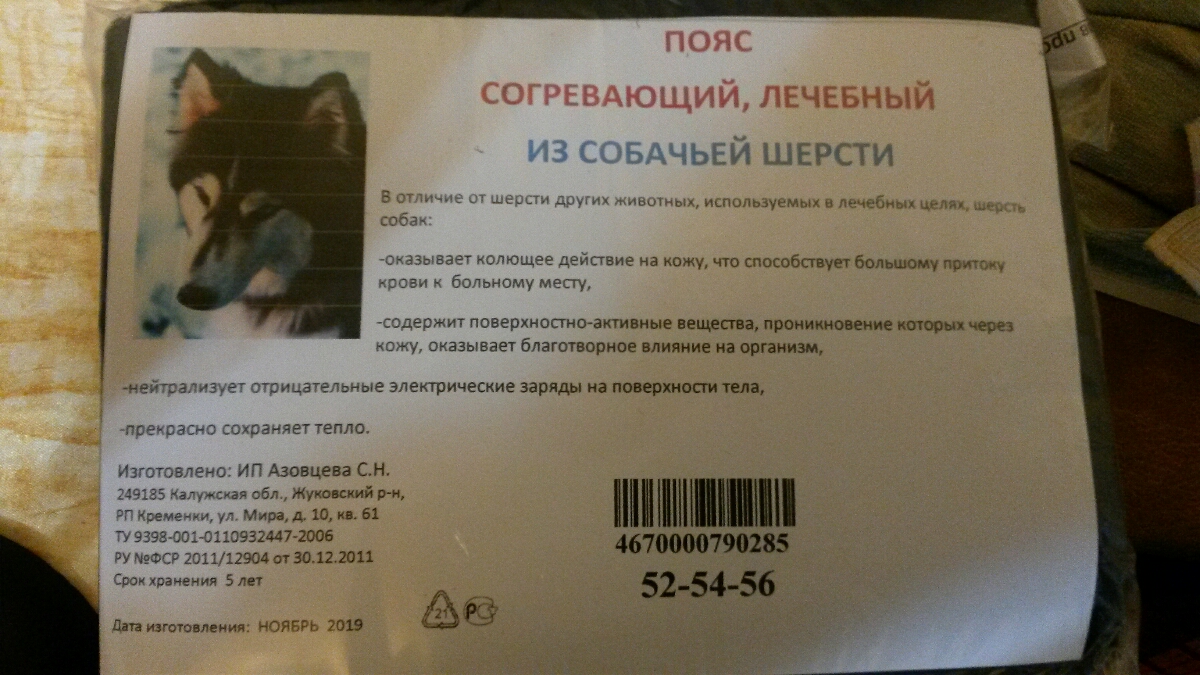 ПОЯС
СОГРЕВАЮЩИЙ, ЛЕЧЕБНЫЙ
ИЗ СОБАЧЬЕЙ ШЕРСТИ
В отличие от шерсти других животных, используемых в лечебных целях, шерсть
собак:
-оказывает колющее действие на кожу, что способствует большому притоку
крови к больному месту,
-содержит поверхностно-активные вещества, проникновение которых через
кожу, оказывает благотворное влияние на организм,
-нейтрализует отрицательные электрические заряды на поверхности тела,
-прекрасно сохраняет тепло.
Изготовлено: ИП Азовцева С.Н.
249185 Калужская обл., Жуковский р-н,
РП Кременки, ул. Мира, д. 10, кв. 61
ТУ 9398-001-0110932447-2006
РУ №ФСР 2011/12904 от 30.12.2011
Срок хранения 5 лет
Дата изготовления: НОЯБРЬ 2019
21
РСТ
4670000790285
52-54-56